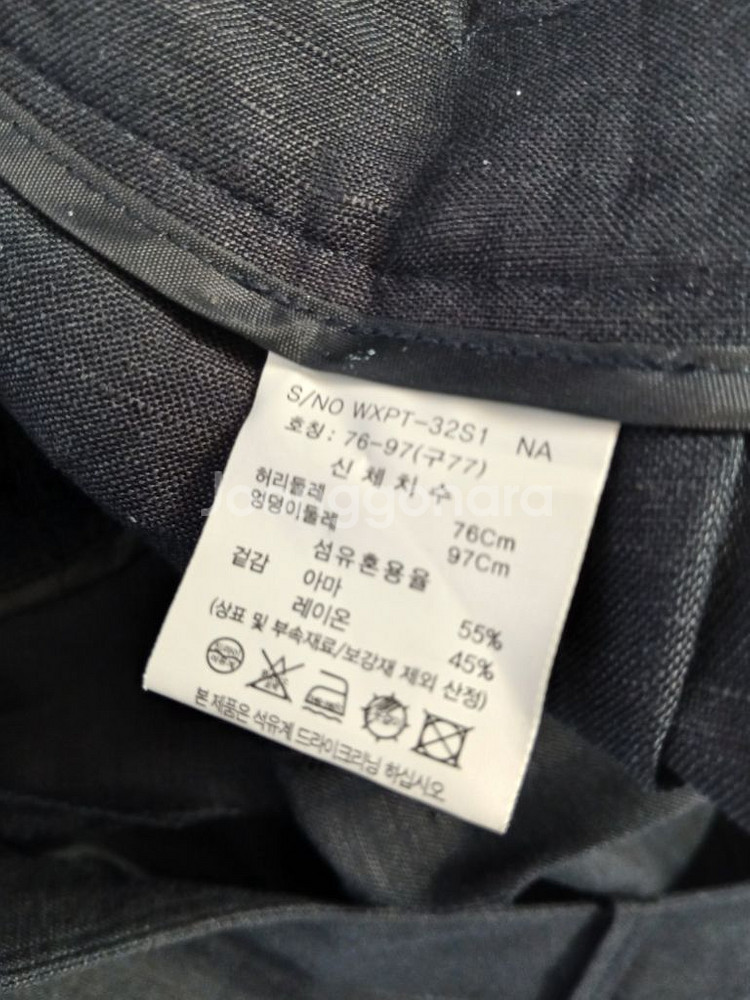 S/NO WXPT-32S1 NA
호칭 : 76-97(구77)
신 체 치 수
허리둘레 76Cm
엉덩이둘레 97Cm
섬유혼용율
겉감 아마 55%
레이온 45%
(상표 및 부속재료/보강재 제외 산정)
본 제품은 석유계 드라이크리닝 하십시오
Joonggonara